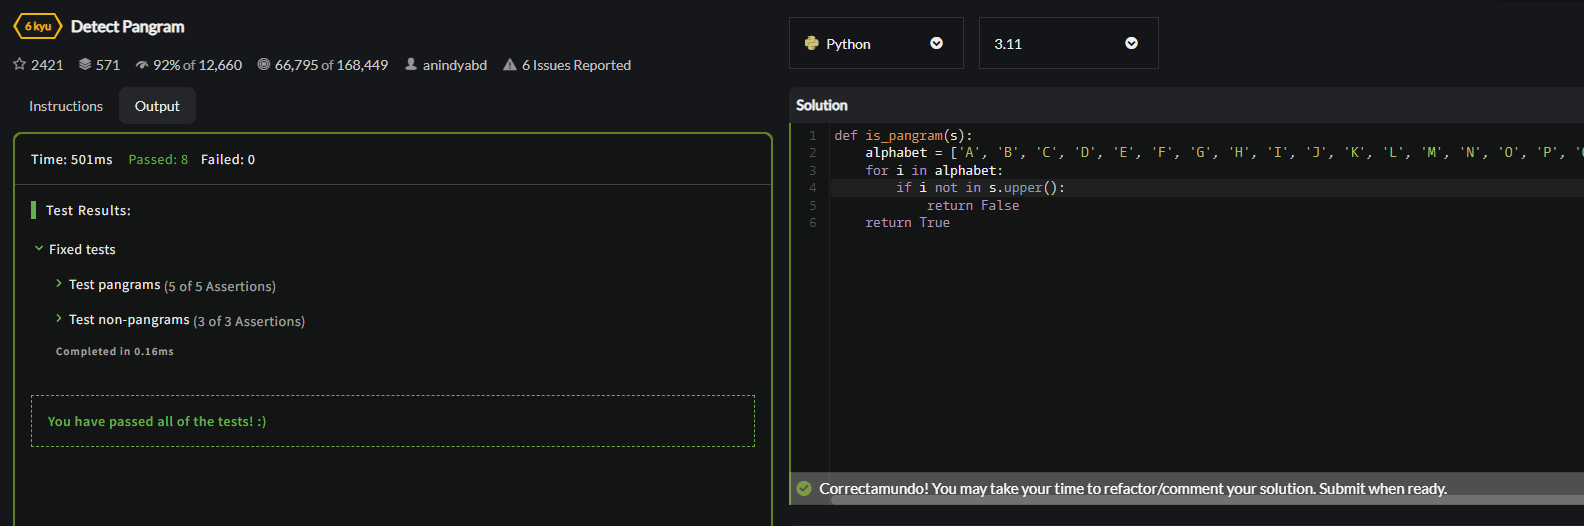 6 kyu Detect Pangram
2421 571 92% of 12,660 66,795 of 168,449 anindyabd 6 Issues Reported
Instructions Output
Time: 501ms Passed: 8 Failed: 0
Test Results:
Fixed tests
Test pangrams (5 of 5 Assertions)
Test non-pangrams (3 of 3 Assertions)
Completed in 0.16ms
You have passed all of the tests! :)
Python 3.11
Solution
1 def is_pangram(s):
2 alphabet = ['A', 'B', 'C', 'D', 'E', 'F', 'G', 'H', 'I', 'J', 'K', 'L', 'M', 'N', 'O', 'P',
3 for i in alphabet:
4 if i not in s.upper():
5 return False
6 return True
Correctamundo! You may take your time to refactor/comment your solution. Submit when ready.